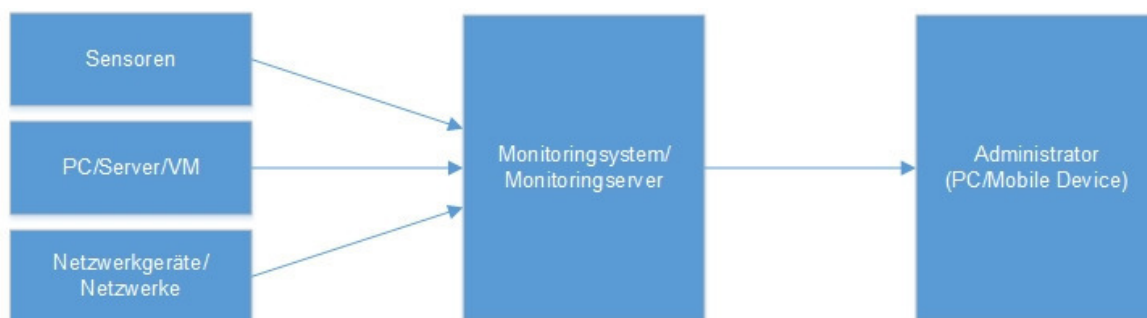 Sensoren
PC/Server/VM
Netzwerkgeräte/
Netzwerke
Monitoringsystem/
Monitoringserver
Administrator
(PC/Mobile Device)